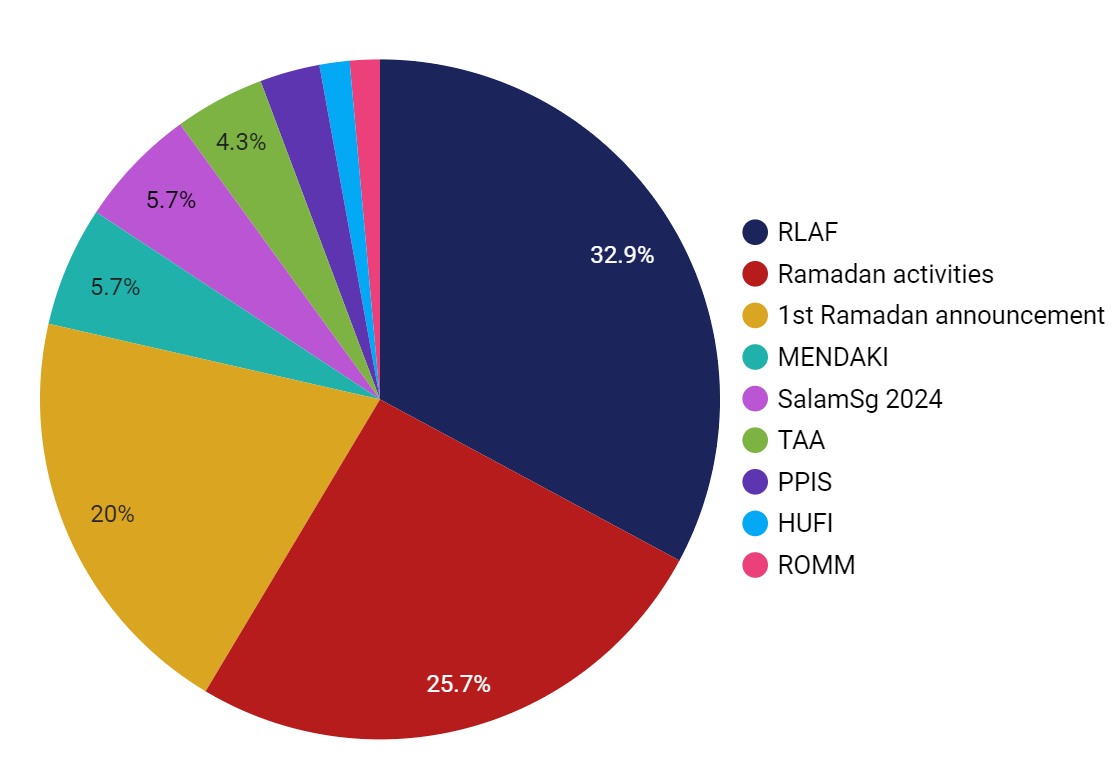 4.3%
5.7%
5.7%
20%
32.9%
25.7%
RLAF
Ramadan activities
1st Ramadan announcement
MENDAKI
SalamSg 2024
TAA
PPIS
HUFI
ROMM